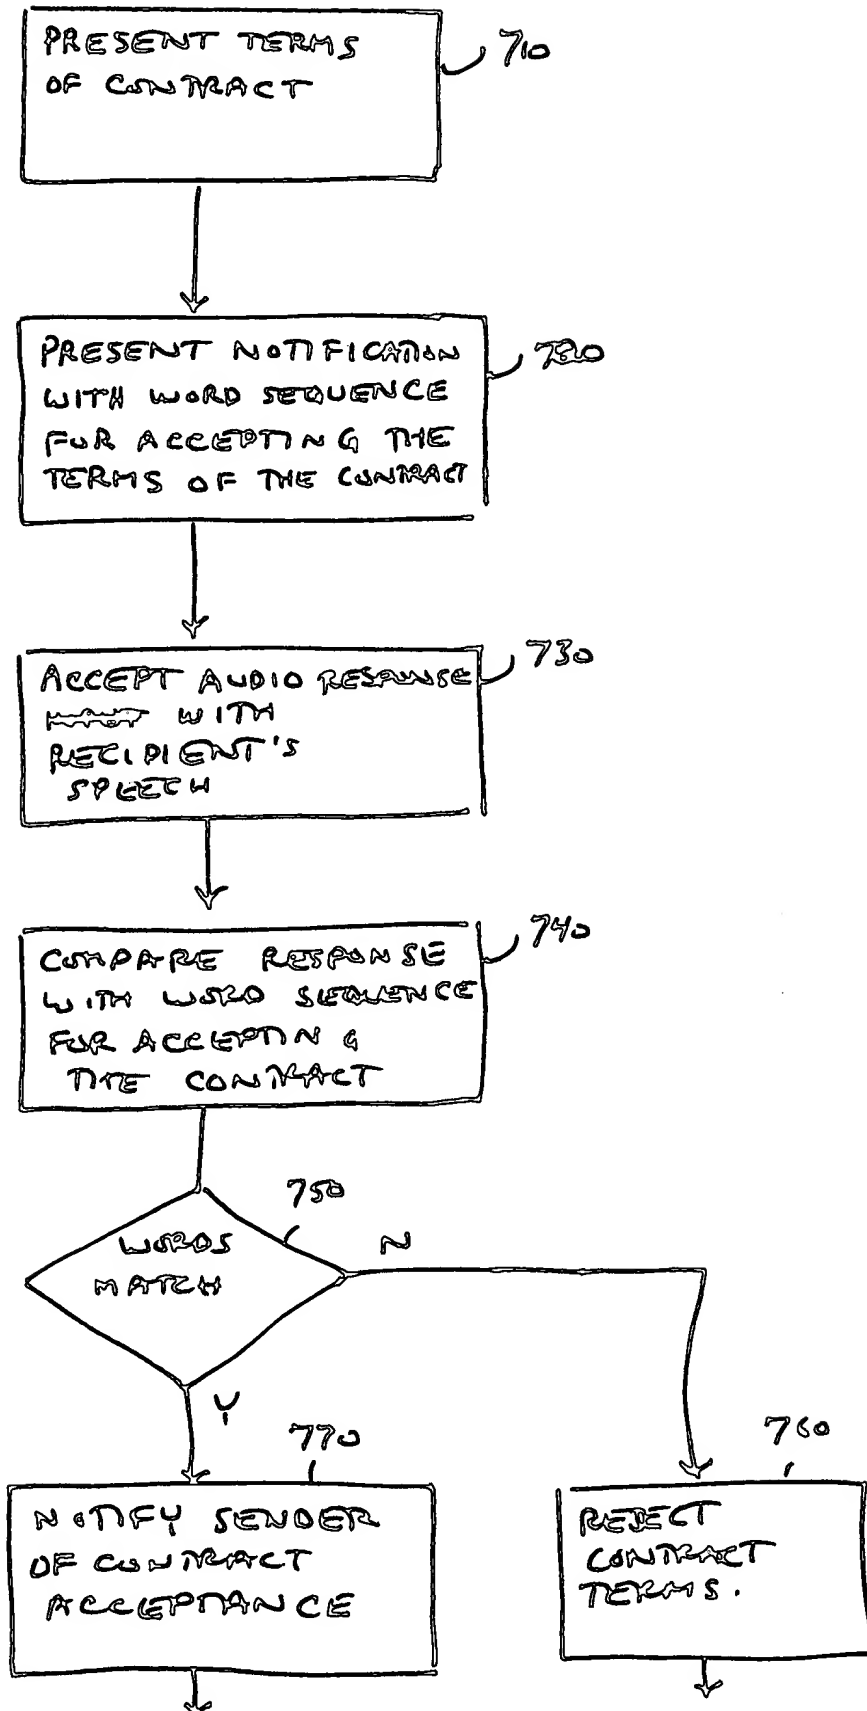 PRESENT TERMS
OF CONTRACT
710
PRESENT NOTIFICATION
WITH WORD SEQUENCE
FOR ACCEPTING THE
TERMS OF THE CONTRACT
720
ACCEPT AUDIO RESPONSE
WITH
RECIPIENT'S
SPEECH
730
COMPARE RESPONSE
WITH WORD SEQUENCE
FOR ACCEPTING
THE CONTRACT
740
750
WORDS
MATCH
N
Y
770
NOTIFY SENDER
OF CONTRACT
ACCEPTANCE
760
REJECT
CONTRACT
TERMS.